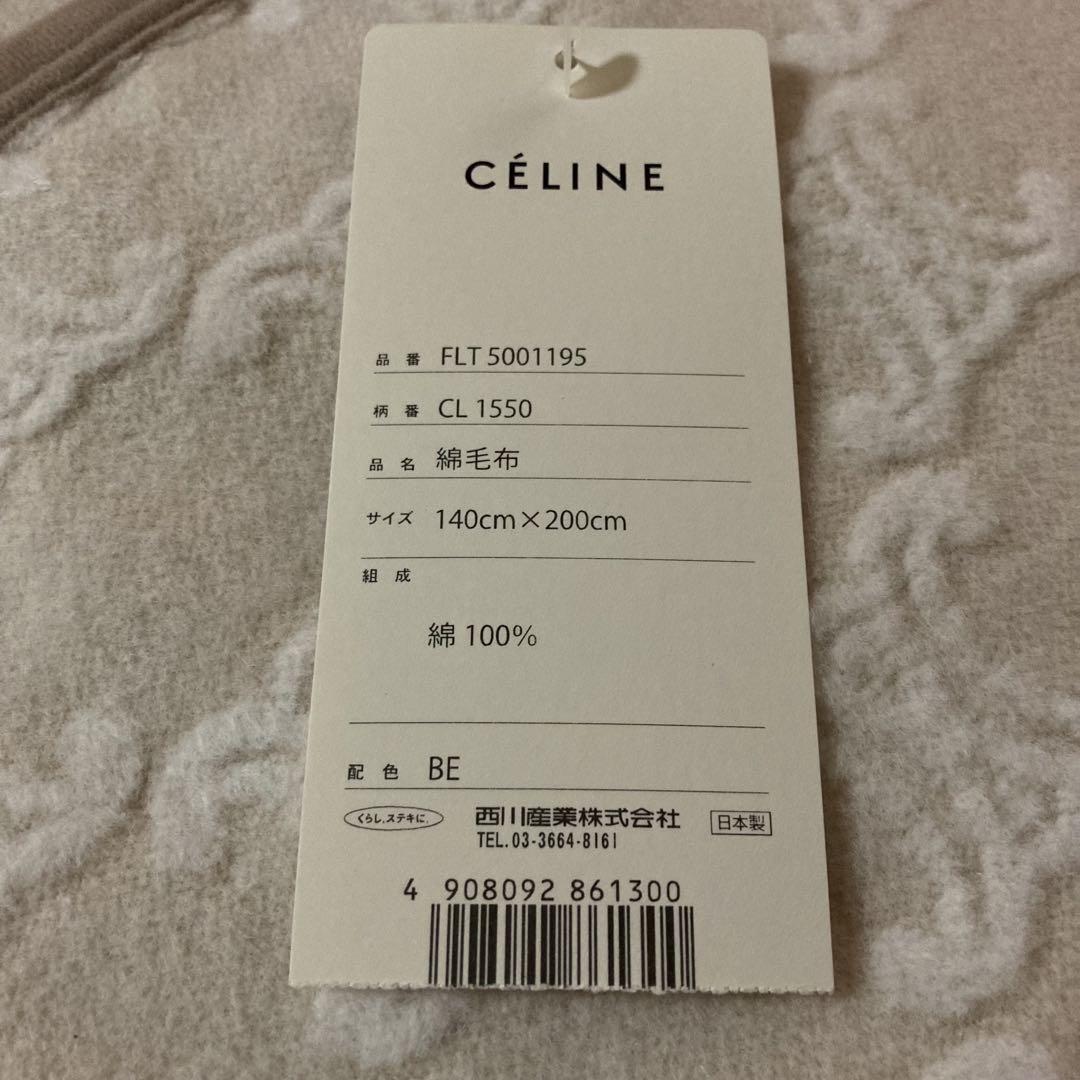 CÉLINE
品番 FLT 5001195
柄番 CL 1550
品名 綿毛布
サイズ 140cm×200cm
組成
綿 100%
配色 BE
くらし、ステキに。 西川産業株式会社 日本製
TEL.03-3664-8161
4 908092 861300